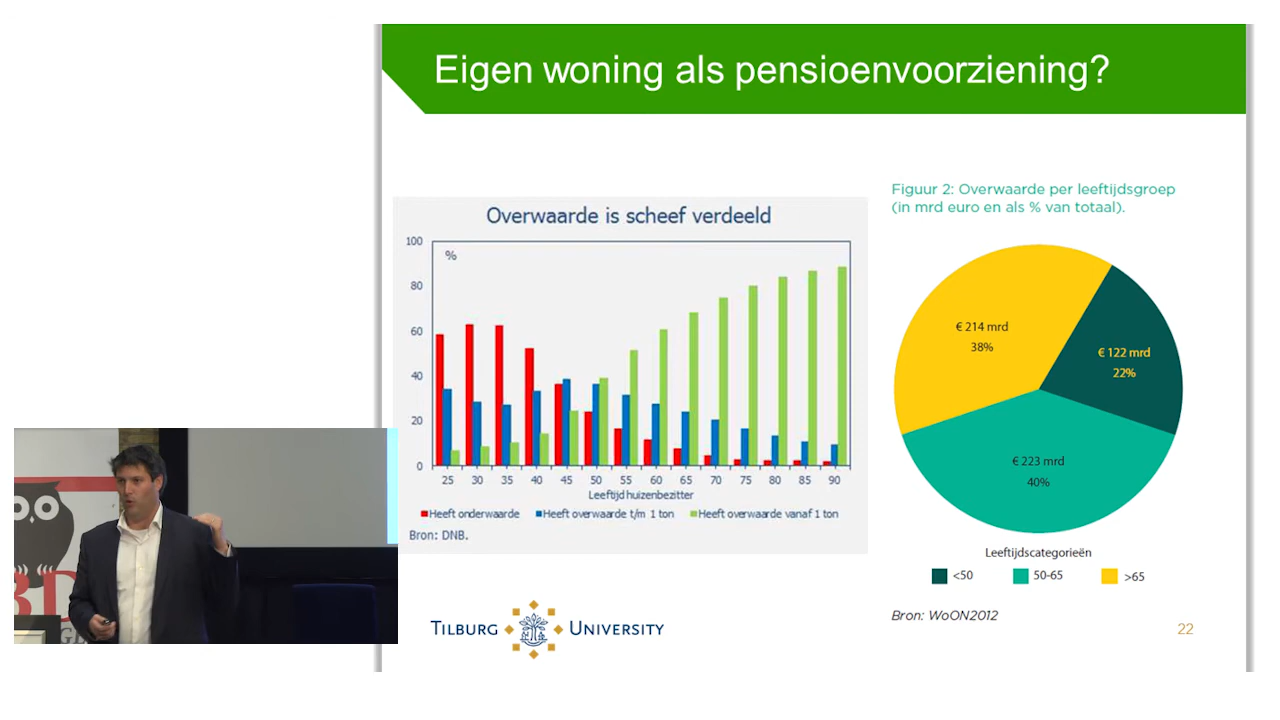 Eigen woning als pensioenvoorziening?
Overwaarde is scheef verdeeld
100
%
80
60
40
20
0
25 30 35 40 45 50 55 60 65 70 75 80 85 90
Leeftijd huizenbezitter
Heeft onderwaarde Heeft overwaarde t/m 1 ton Heeft overwaarde vanaf 1 ton
Bron: DNB.
Figuur 2: Overwaarde per leeftijdsgroep
(in mrd euro en als % van totaal).
€ 214 mrd
38%
€ 122 mrd
22%
€ 223 mrd
40%
Leeftijdscategorieën
<50 50-65 >65
Bron: WoON2012
TILBURG UNIVERSITY
22